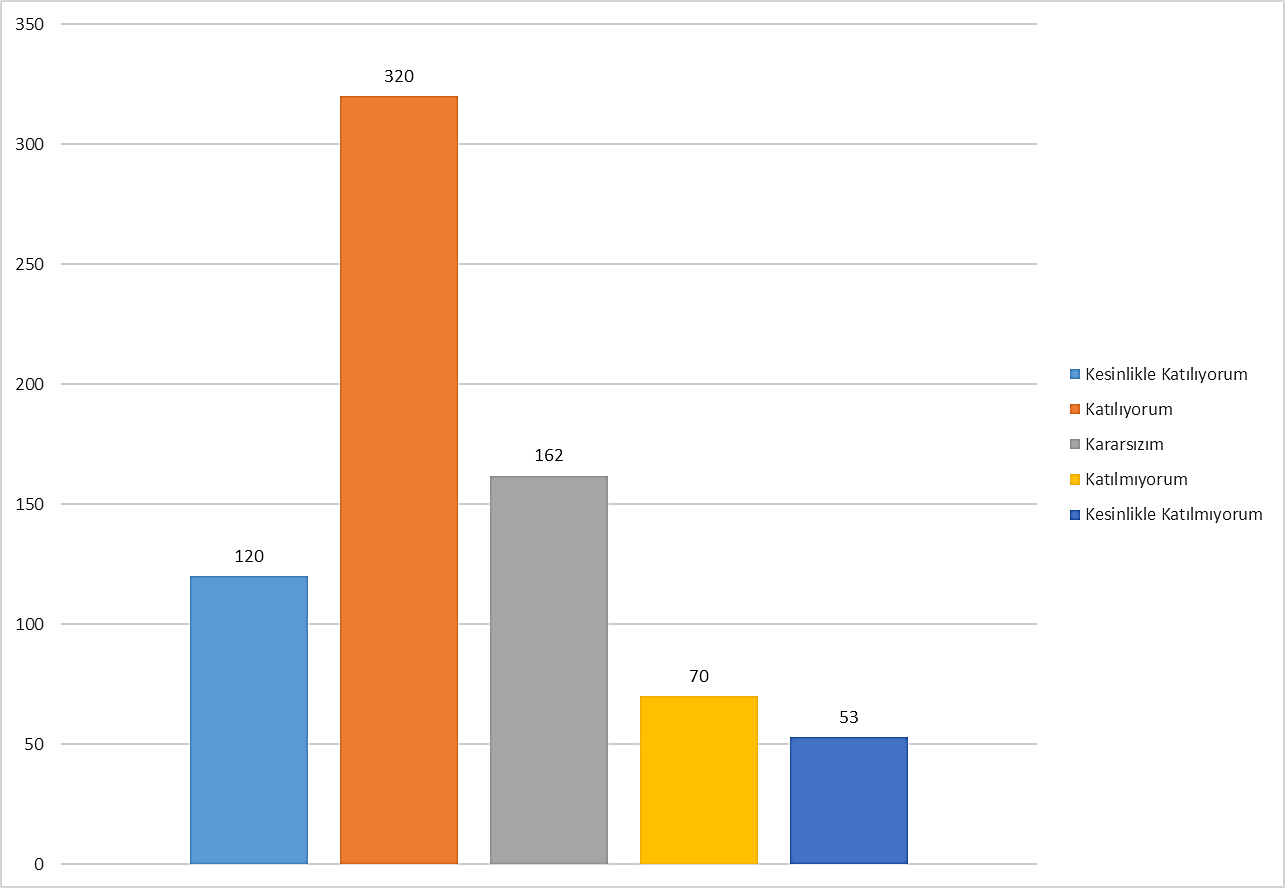 350
320
300
250
200
162
150
120
100
70
53
50
0
Kesinlikle Katılıyorum
Katılıyorum
Kararsızım
Katılmıyorum
Kesinlikle Katılmıyorum